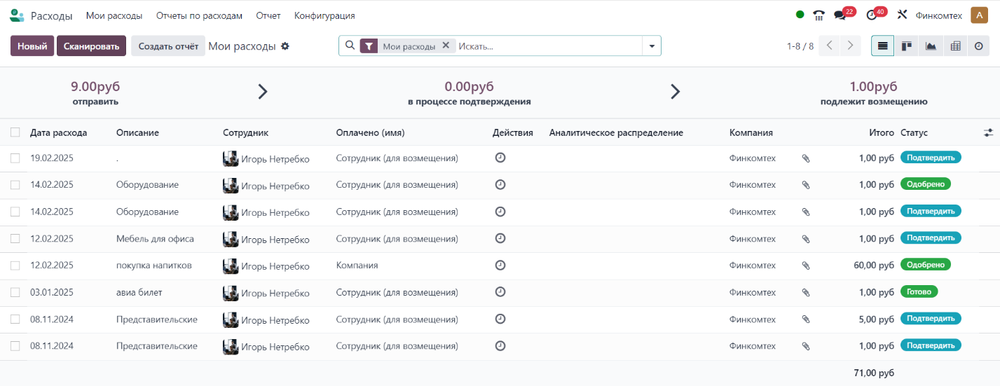 Расходы Мои расходы Отчеты по расходам Отчет Конфигурация 22 40 Финкомтех A
Новый Сканировать Создать отчёт Мои расходы Мои расходы Искать... 1-8 / 8
9.00руб 0.00руб 1.00руб
отправить в процессе подтверждения подлежит возмещению
Дата расхода Описание Сотрудник Оплачено (имя) Действия Аналитическое распределение Компания Итого Статус
19.02.2025 . Игорь Нетребко Сотрудник (для возмещения) Финкомтех 1,00 руб Подтвердить
14.02.2025 Оборудование Игорь Нетребко Сотрудник (для возмещения) Финкомтех 1,00 руб Одобрено
14.02.2025 Оборудование Игорь Нетребко Сотрудник (для возмещения) Финкомтех 1,00 руб Подтвердить
12.02.2025 Мебель для офиса Игорь Нетребко Сотрудник (для возмещения) Финкомтех 1,00 руб Подтвердить
12.02.2025 покупка напитков Игорь Нетребко Компания Финкомтех 60,00 руб Одобрено
03.01.2025 авиа билет Игорь Нетребко Сотрудник (для возмещения) Финкомтех 1,00 руб Готово
08.11.2024 Представительские Игорь Нетребко Сотрудник (для возмещения) Финкомтех 5,00 руб Подтвердить
08.11.2024 Представительские Игорь Нетребко Сотрудник (для возмещения) Финкомтех 1,00 руб Подтвердить
71,00 руб